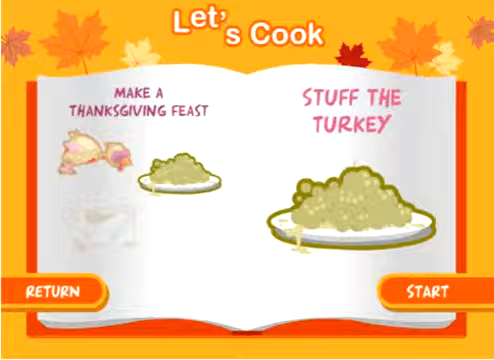 Let's Cook
MAKE A
THANKSGIVING FEAST
STUFF THE
TURKEY
RETURN
START